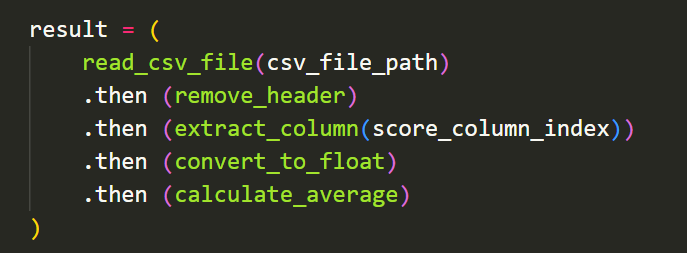 result = (
    read_csv_file(csv_file_path)
    .then (remove_header)
    .then (extract_column(score_column_index))
    .then (convert_to_float)
    .then (calculate_average)
)